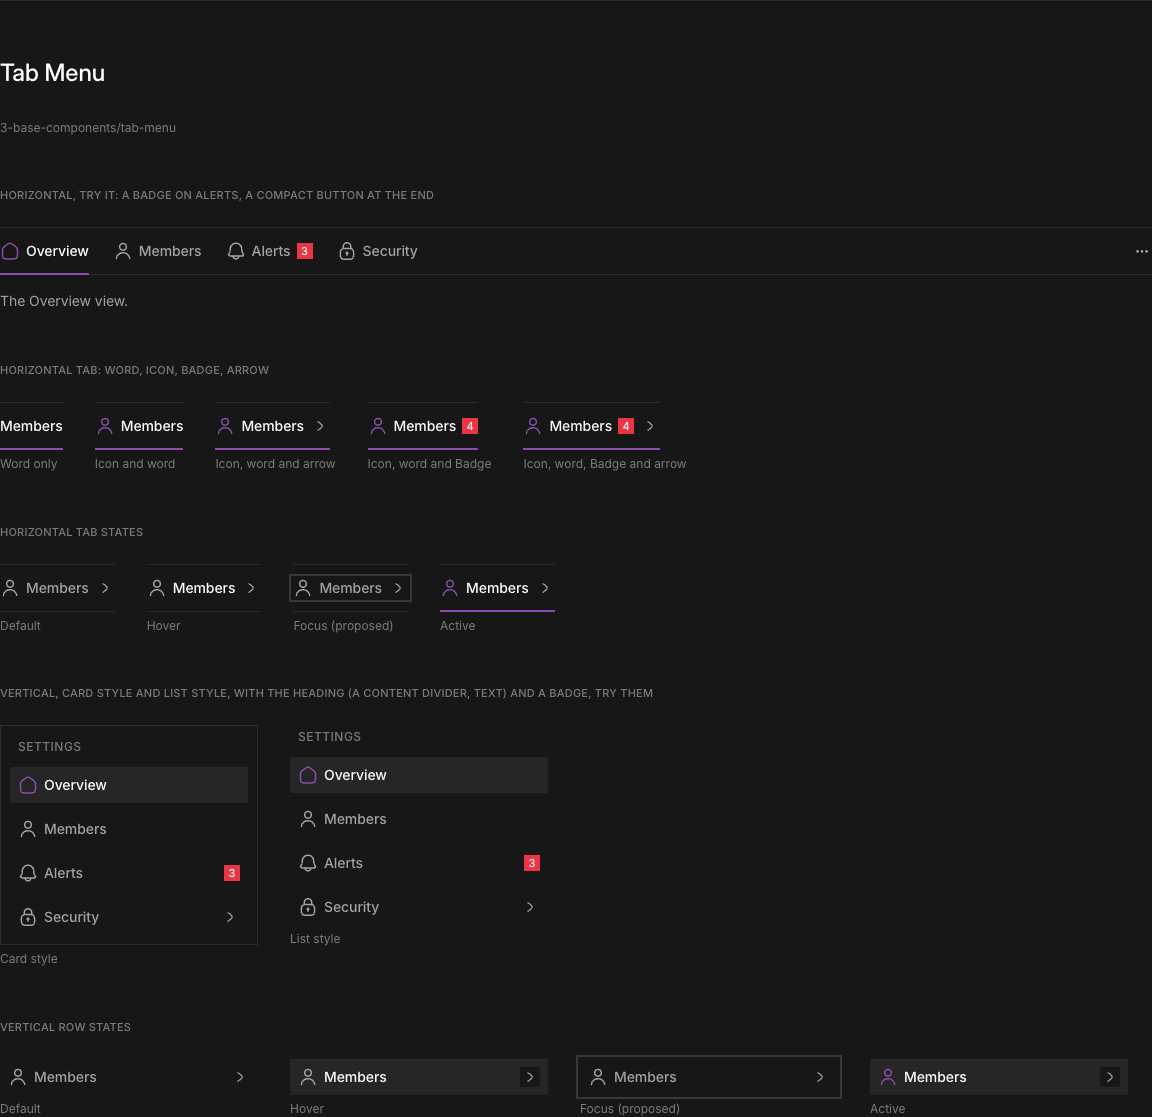 Tab Menu
3-base-components/tab-menu
HORIZONTAL, TRY IT: A BADGE ON ALERTS, A COMPACT BUTTON AT THE END
Overview Members Alerts 3 Security
The Overview view.
HORIZONTAL TAB: WORD, ICON, BADGE, ARROW
Members Members Members Members 4 Members 4
Word only Icon and word Icon, word and arrow Icon, word and Badge Icon, word, Badge and arrow
HORIZONTAL TAB STATES
Members Members Members Members
Default Hover Focus (proposed) Active
VERTICAL, CARD STYLE AND LIST STYLE, WITH THE HEADING (A CONTENT DIVIDER, TEXT) AND A BADGE, TRY THEM
SETTINGS
Overview
Members
Alerts 3
Security
Card style
SETTINGS
Overview
Members
Alerts 3
Security
List style
VERTICAL ROW STATES
Members Members Members Members
Default Hover Focus (proposed) Active